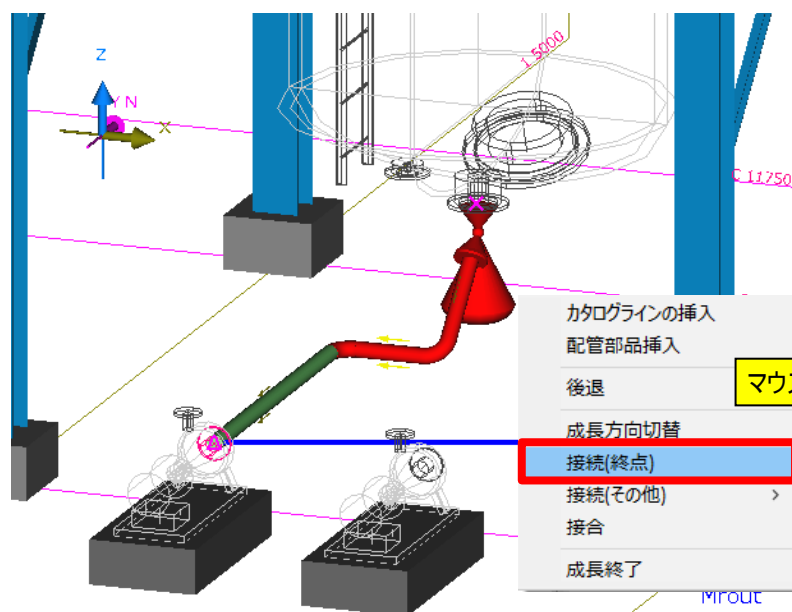 1.5000
Z
Y N
X
C 11750
カタログラインの挿入
配管部品挿入
後退
マウス
成長方向切替
接続(終点)
接続(その他) >
接合
成長終了
Mrout